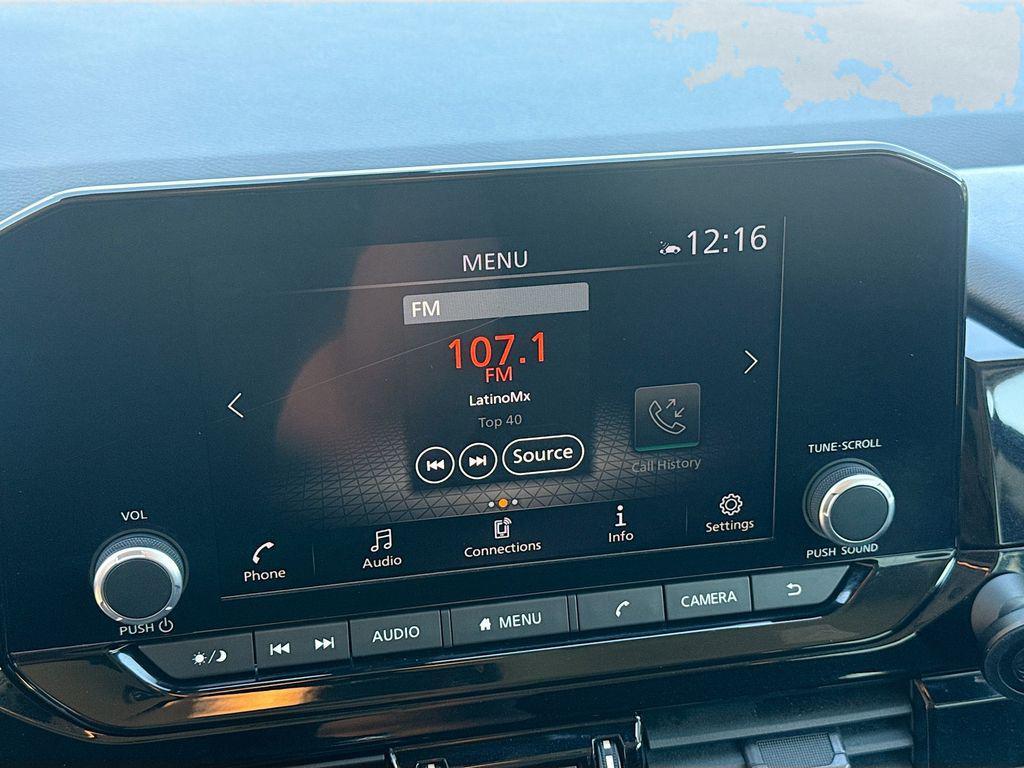 MENU
12:16
FM
107.1
FM
LatinoMx
Top 40
Source
Call History
TUNE·SCROLL
PUSH SOUND
VOL
PUSH
Phone
Audio
Connections
Info
Settings
AUDIO
MENU
CAMERA